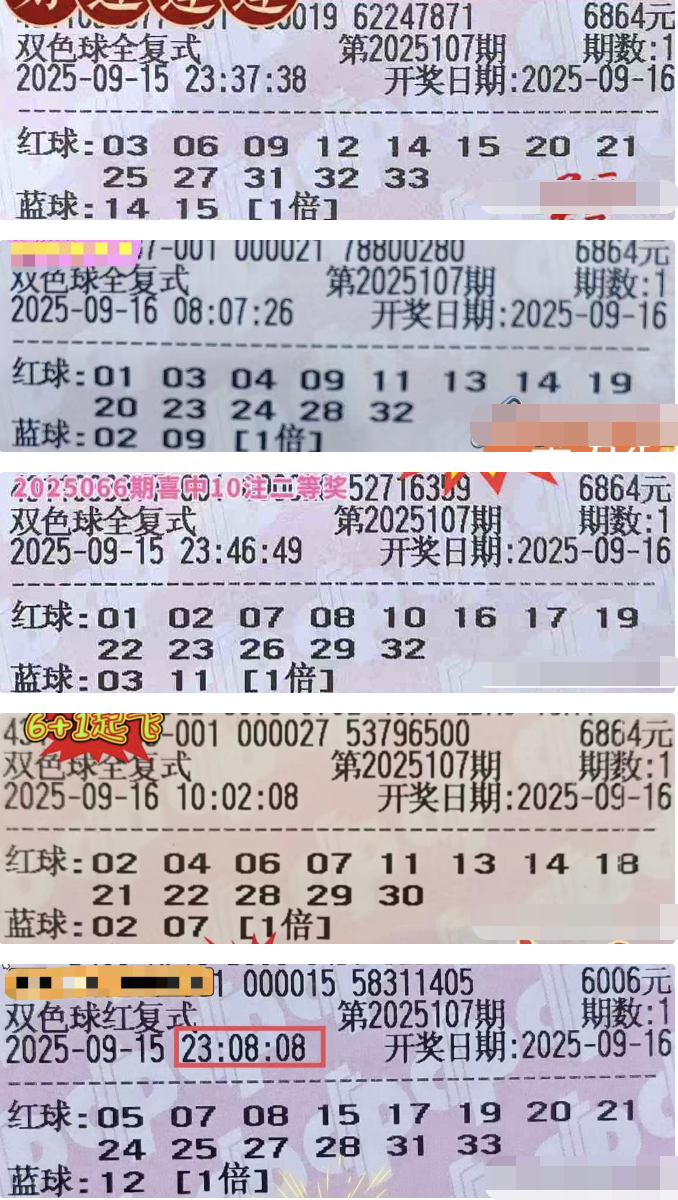 000019 62247871 6864元
双色球全复式 第2025107期 期数:1
2025-09-15 23:37:38 开奖日期:2025-09-16
红球:03 06 09 12 14 15 20 21
25 27 31 32 33
蓝球:14 15 [1倍]
7-001 000021 78800280 6864元
双色球全复式 第2025107期 期数:1
2025-09-16 08:07:26 开奖日期:2025-09-16
红球:01 03 04 09 11 13 14 19
20 23 24 28 32
蓝球:02 09 [1倍]
2025066期喜中10注二等奖 52716359 6864元
双色球全复式 第2025107期 期数:1
2025-09-15 23:46:49 开奖日期:2025-09-16
红球:01 02 07 08 10 16 17 19
22 23 26 29 32
蓝球:03 11 [1倍]
6+1起飞
-001 000027 53796500 6864元
双色球全复式 第2025107期 期数:1
2025-09-16 10:02:08 开奖日期:2025-09-16
红球:02 04 06 07 11 13 14 18
21 22 28 29 30
蓝球:02 07 [1倍]
1 000015 58311405 6006元
双色球红复式 第2025107期 期数:1
2025-09-15 23:08:08 开奖日期:2025-09-16
红球:05 07 08 15 17 19 20 21
24 25 27 28 31 33
蓝球:12 [1倍]